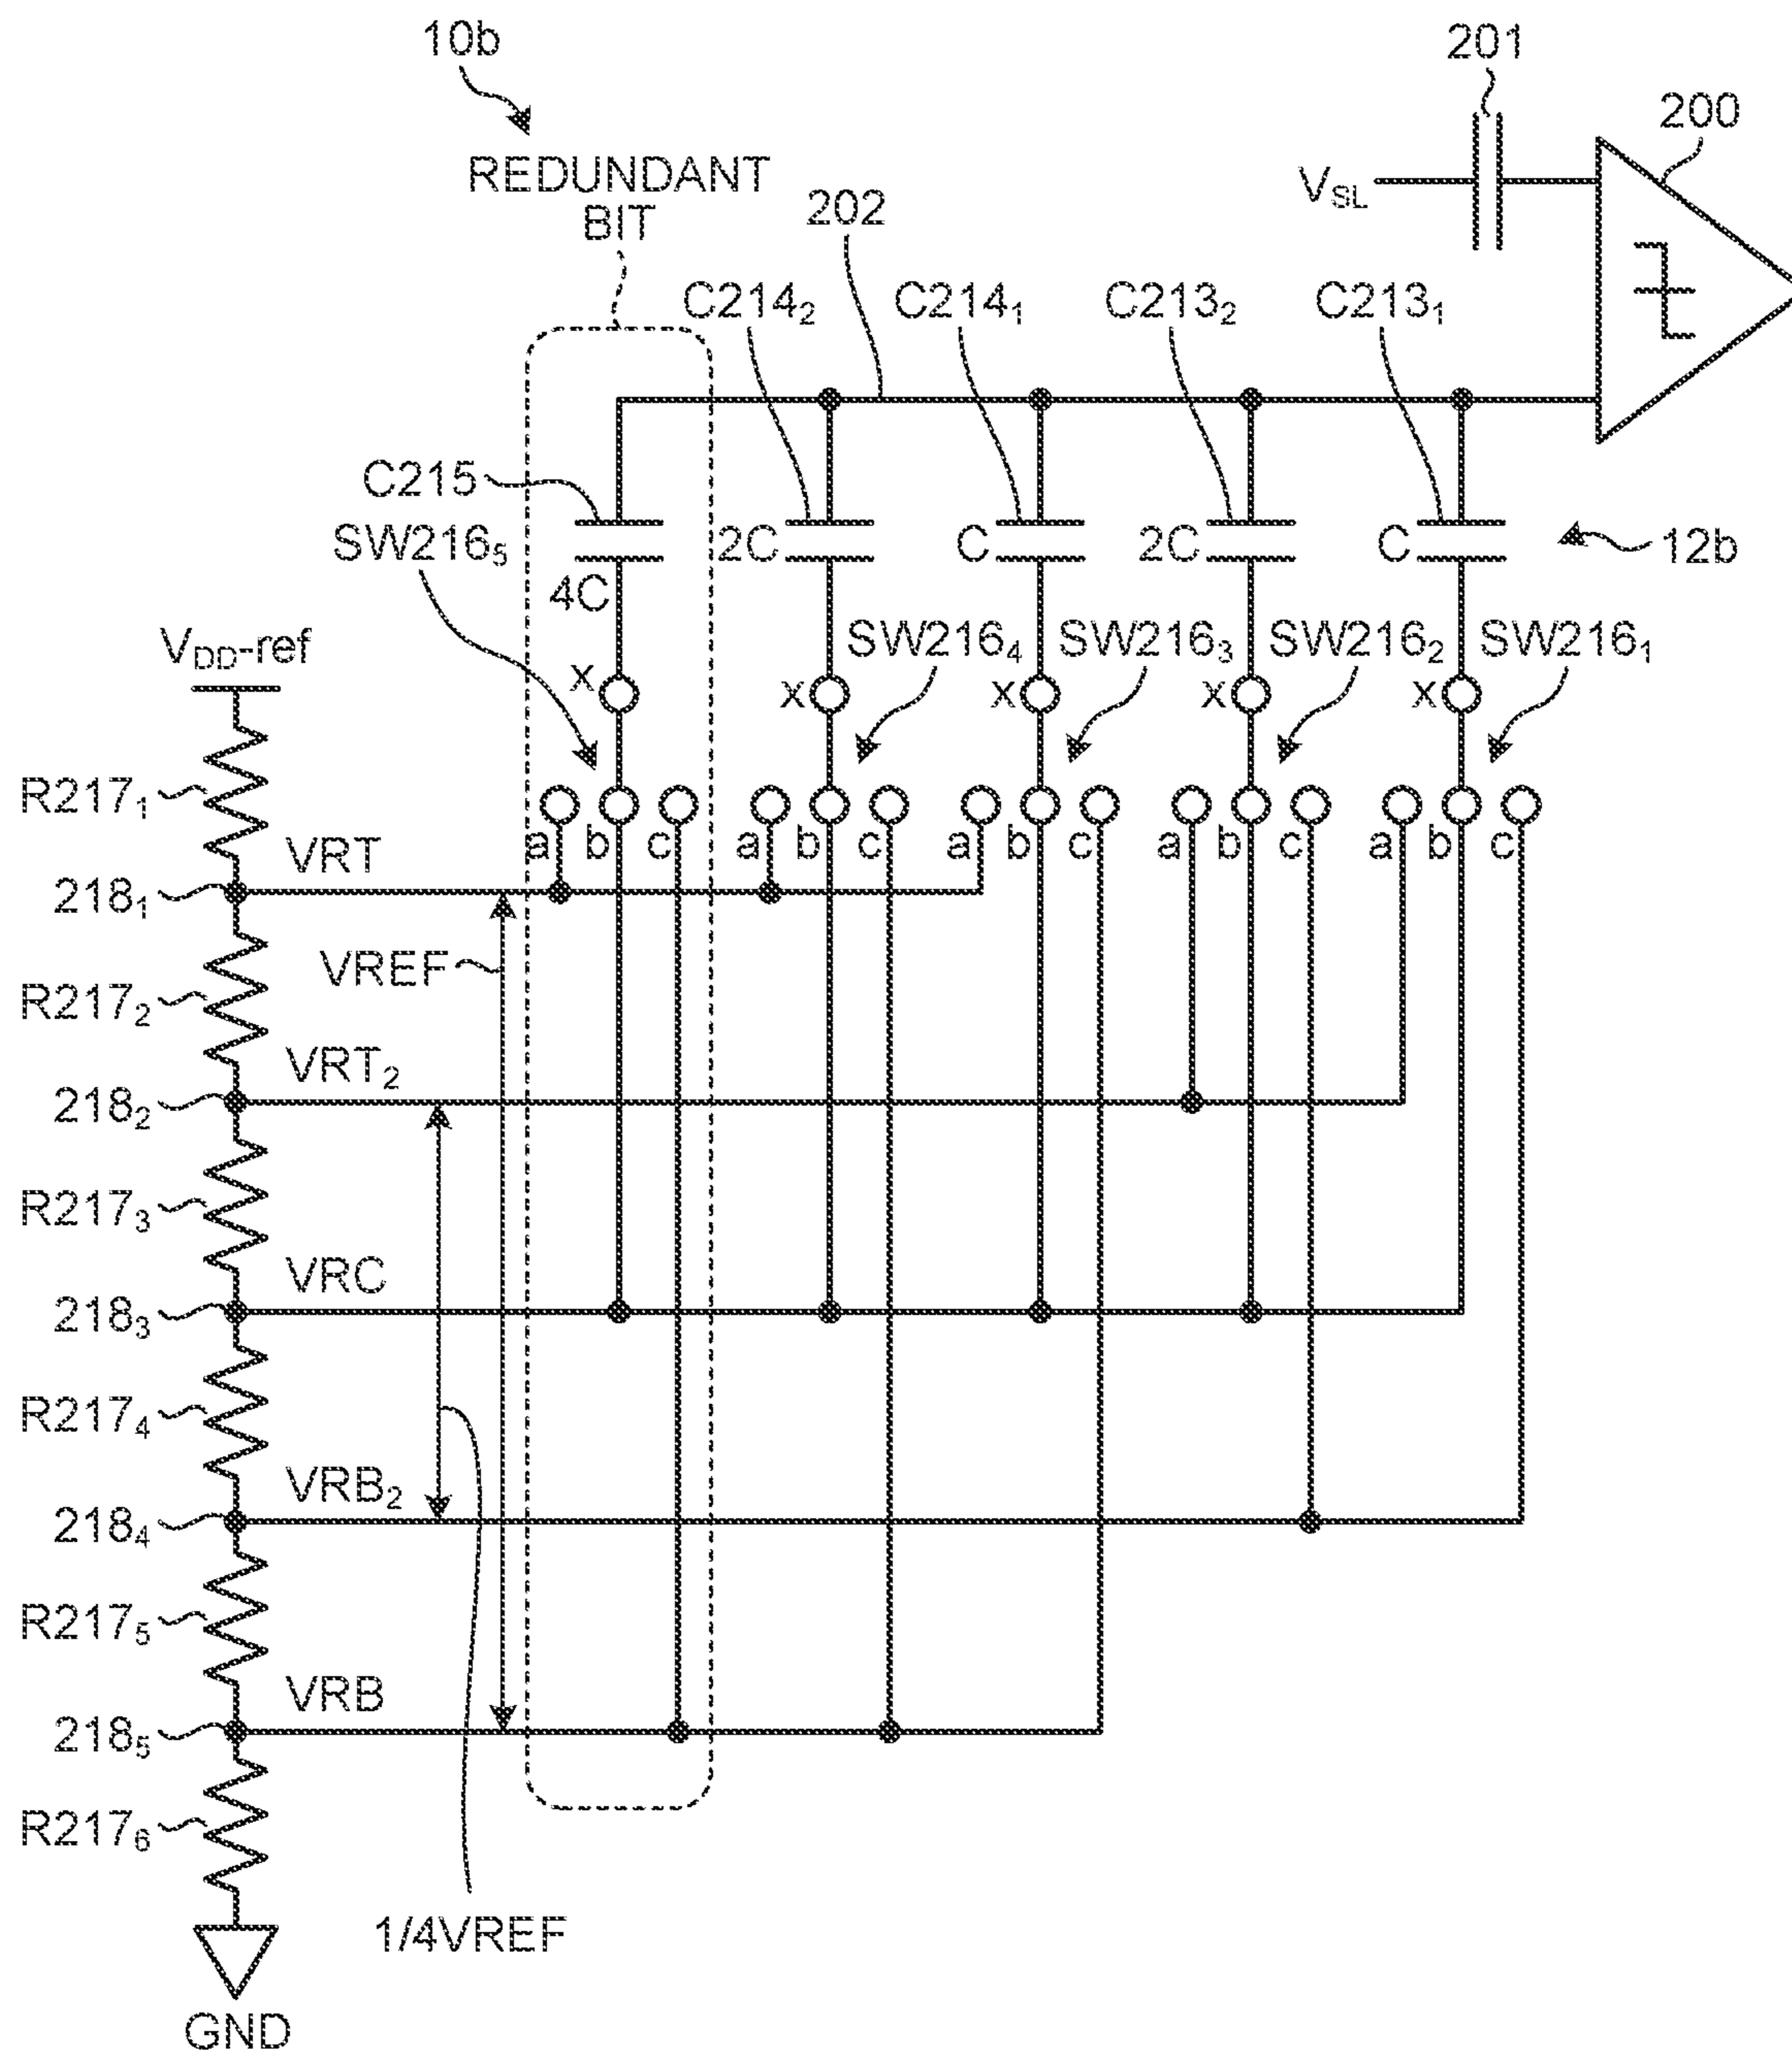 10b
201
200
REDUNDANT
BIT
202
V_SL
C214₂
C214₁
C213₂
C213₁
C215
SW216₅
4C
2C
C
2C
C
12b
V_DD-ref
SW216₄
SW216₃
SW216₂
SW216₁
x
x
x
x
x
R217₁
a b c
a b c
a b c
a b c
a b c
VRT
218₁
VREF
R217₂
VRT₂
218₂
R217₃
VRC
218₃
R217₄
VRB₂
218₄
R217₅
VRB
218₅
R217₆
1/4VREF
GND